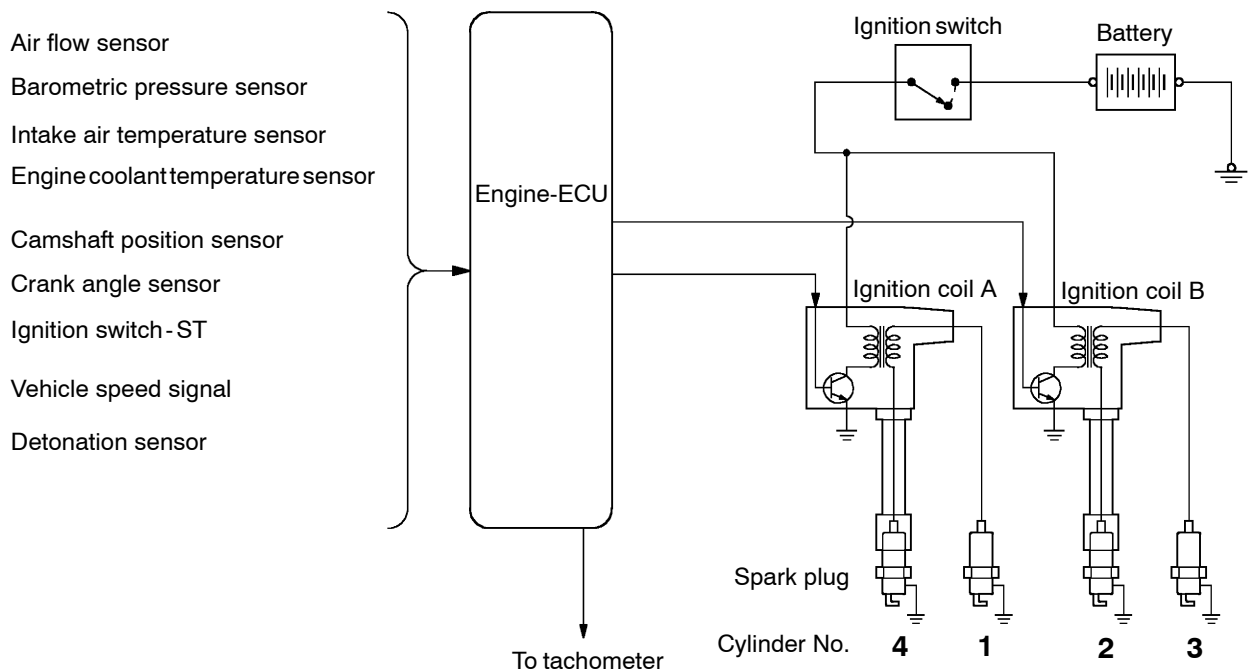 Air flow sensor
Barometric pressure sensor
Intake air temperature sensor
Engine coolant temperature sensor
Camshaft position sensor
Crank angle sensor
Ignition switch - ST
Vehicle speed signal
Detonation sensor
Engine-ECU
To tachometer
Ignition switch
Battery
Ignition coil A
Ignition coil B
Spark plug
Cylinder No. 4 1 2 3